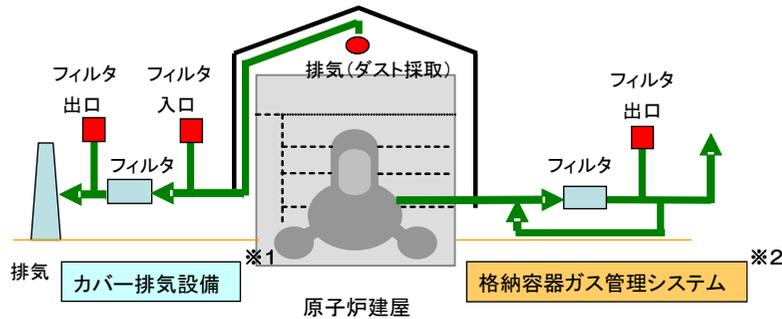 排気(ダスト採取)
フィルタ
出口
フィルタ
入口
フィルタ
フィルタ
出口
フィルタ
排気
カバー排気設備
※1
原子炉建屋
格納容器ガス管理システム
※2